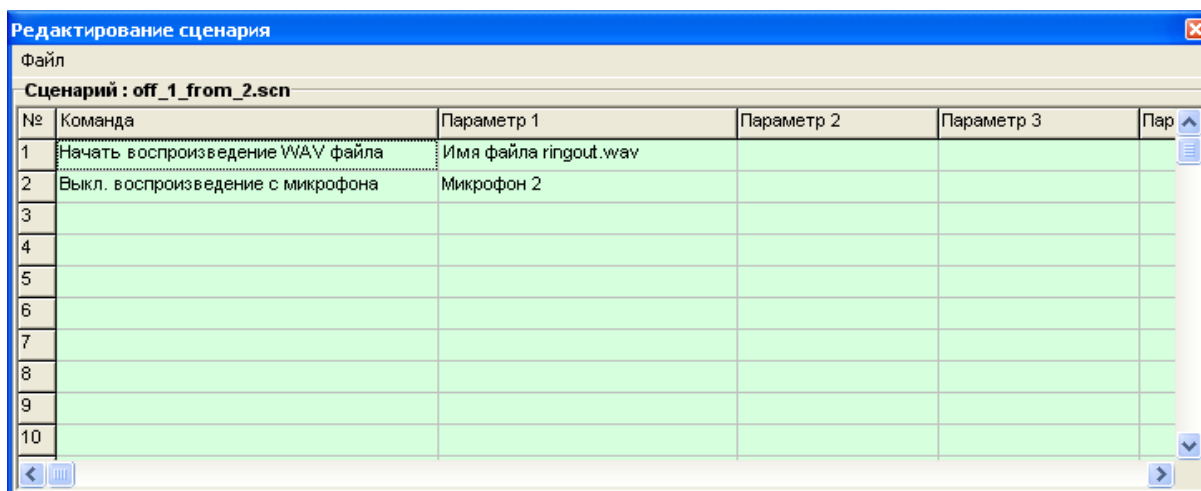 Редактирование сценария
Файл
Сценарий : off_1_from_2.scn
№ Команда Параметр 1 Параметр 2 Параметр 3 Пар
1 Начать воспроизведение WAV файла Имя файла ringout.wav
2 Выкл. воспроизведение с микрофона Микрофон 2
3
4
5
6
7
8
9
10